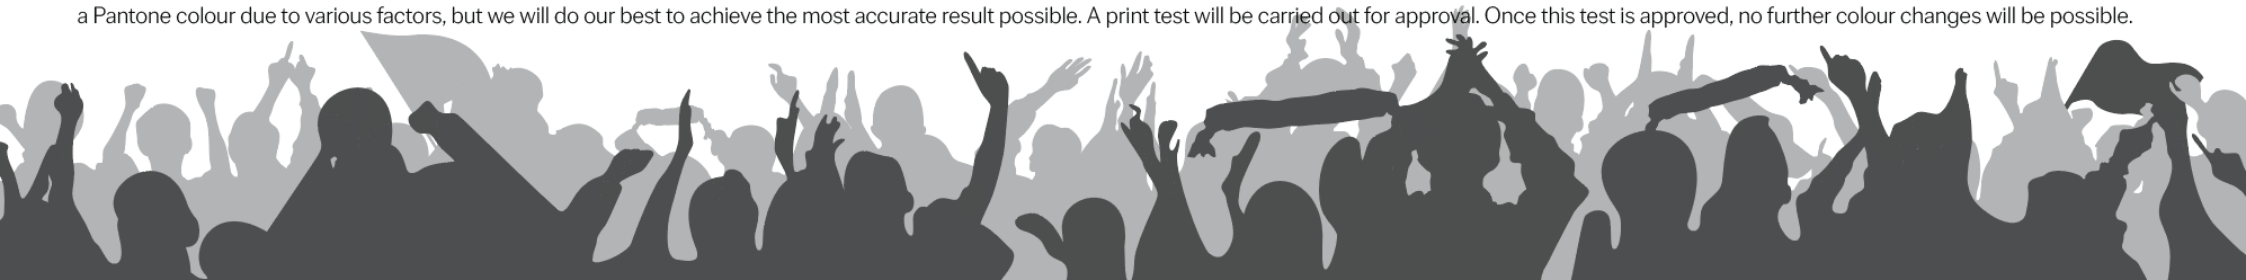 a Pantone colour due to various factors, but we will do our best to achieve the most accurate result possible. A print test will be carried out for approval. Once this test is approved, no further colour changes will be possible.